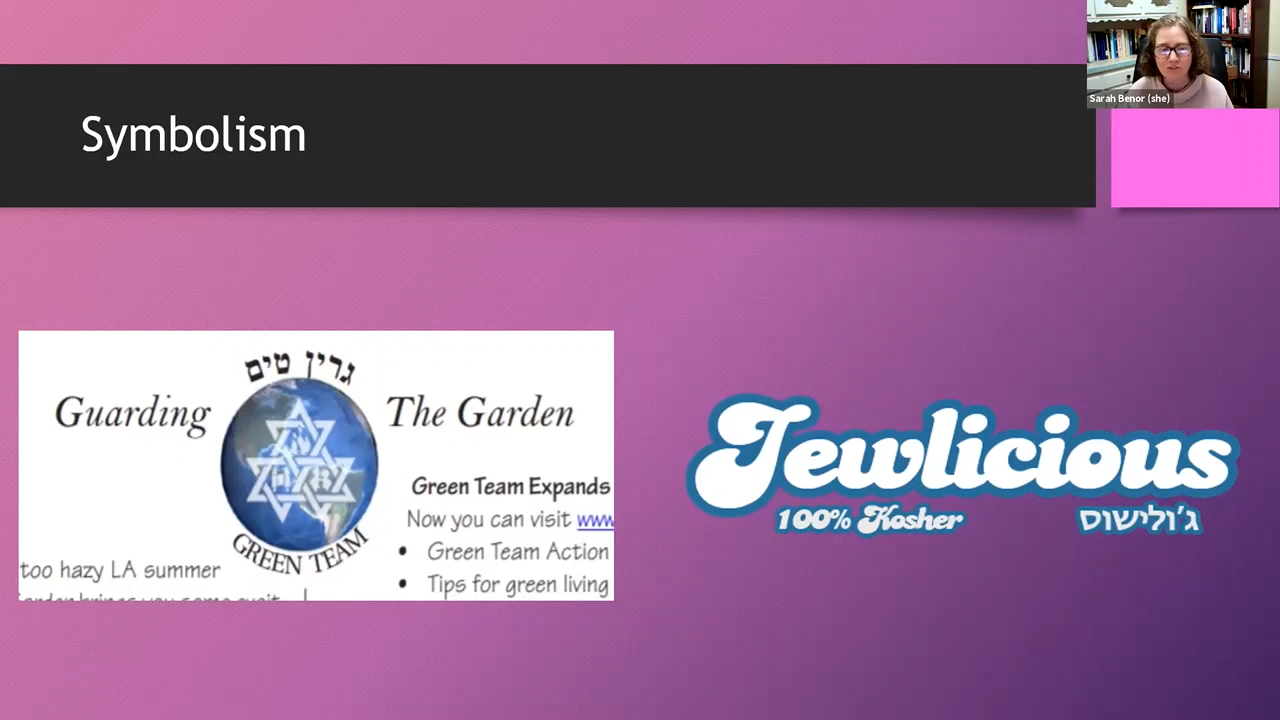 Sarah Benor (she)
Symbolism
גרין טים
Guarding The Garden
GREEN TEAM
Green Team Expands
Now you can visit www
• Green Team Action
too hazy LA summer
• Tips for green living
Jewlicious
100% Kosher ג'ולישוס